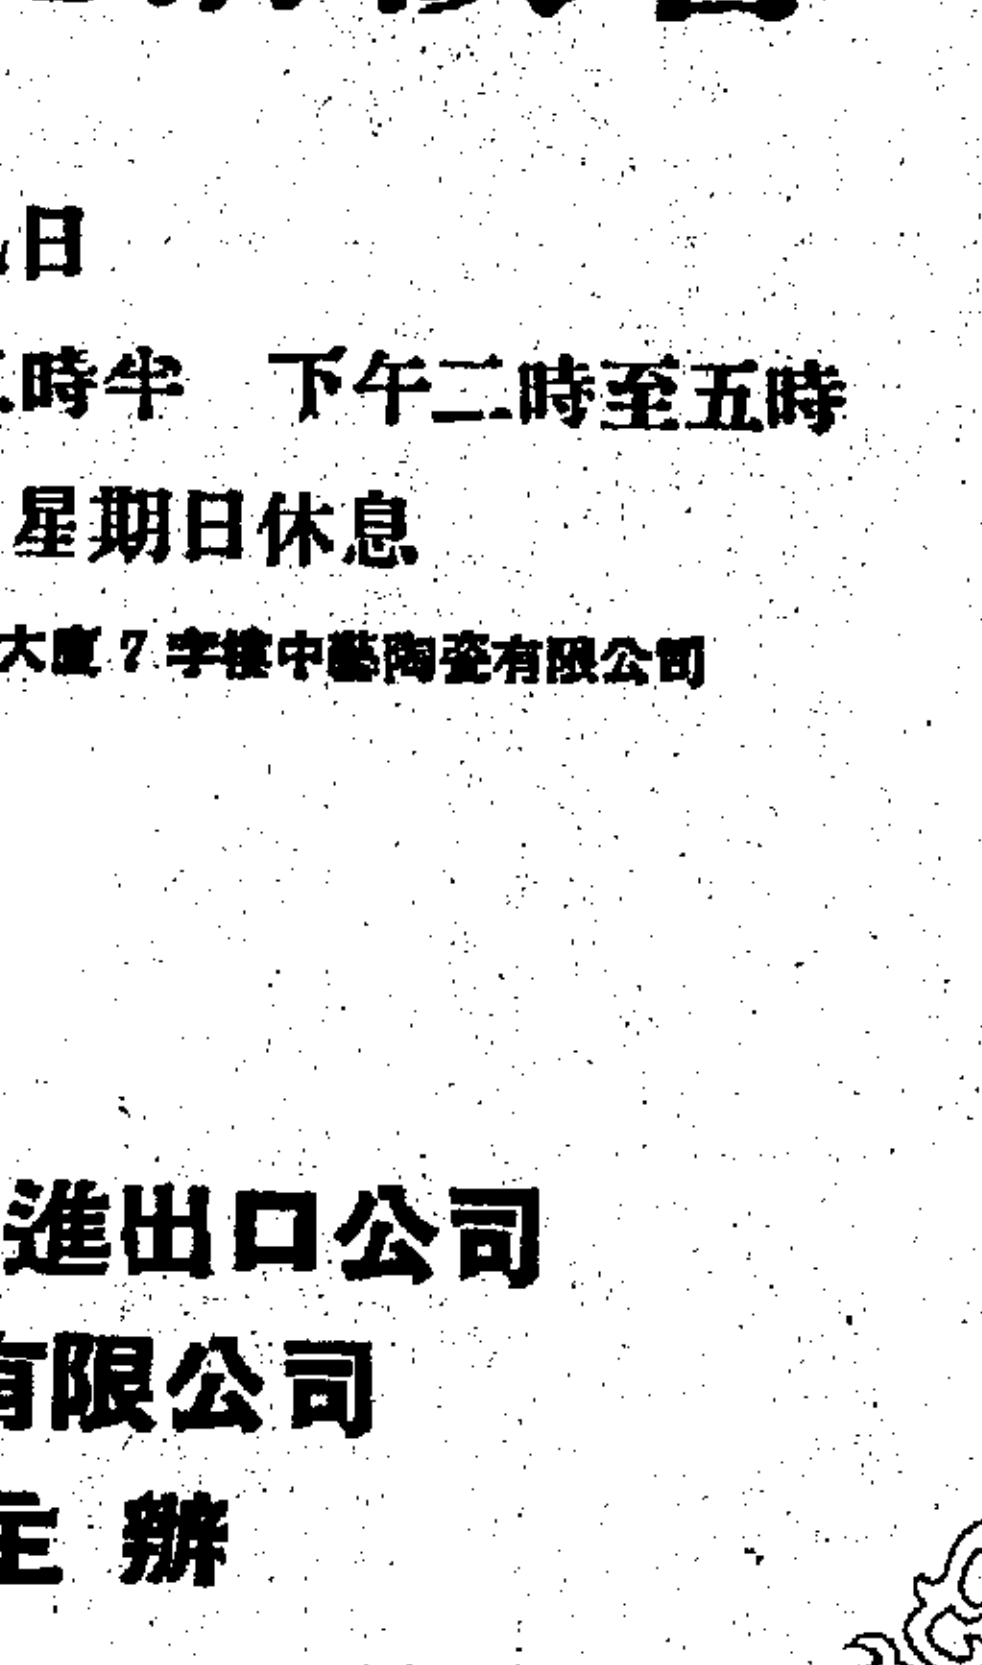 日
時半 下午二時至五時
星期日休息
大廈7字樓中藝陶瓷有限公司
進出口公司
有限公司
主辦